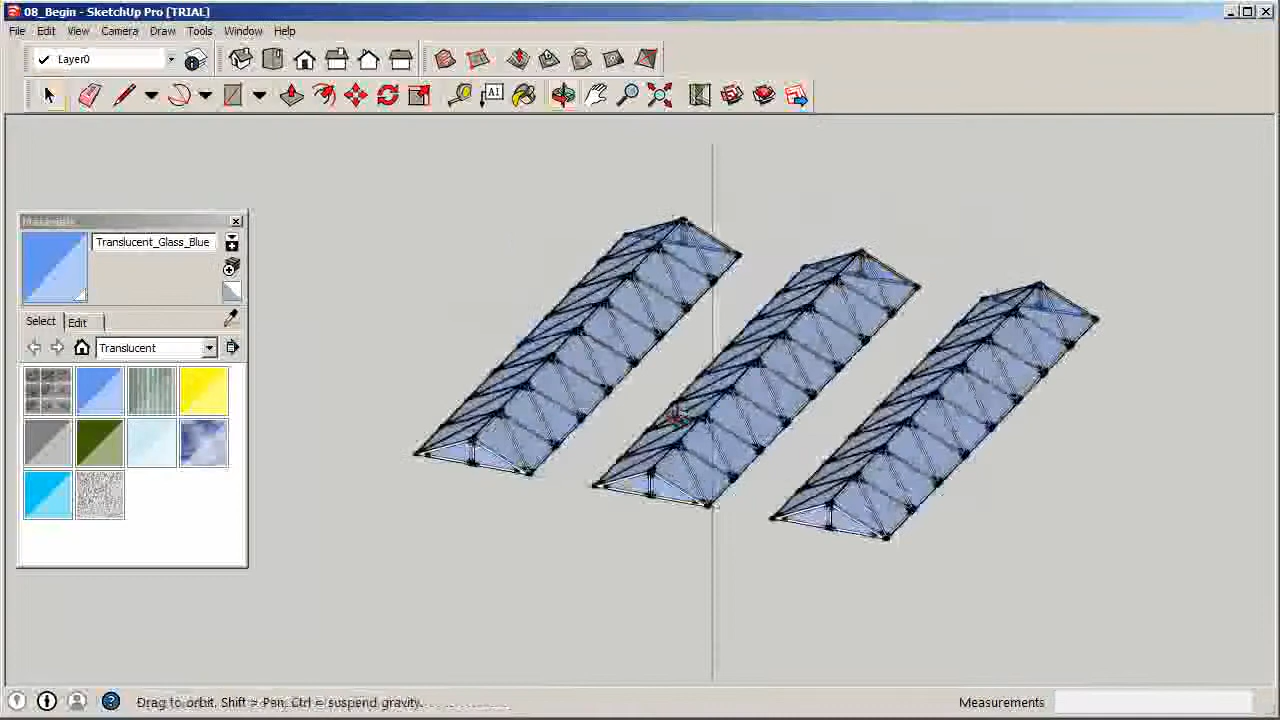 08_Begin - SketchUp Pro [TRIAL]
File Edit View Camera Draw Tools Window Help
Layer0
AI
Translucent_Glass_Blue
Select Edit
Translucent
Drag to orbit. Shift = Pan, Ctrl = suspend gravity.
Measurements